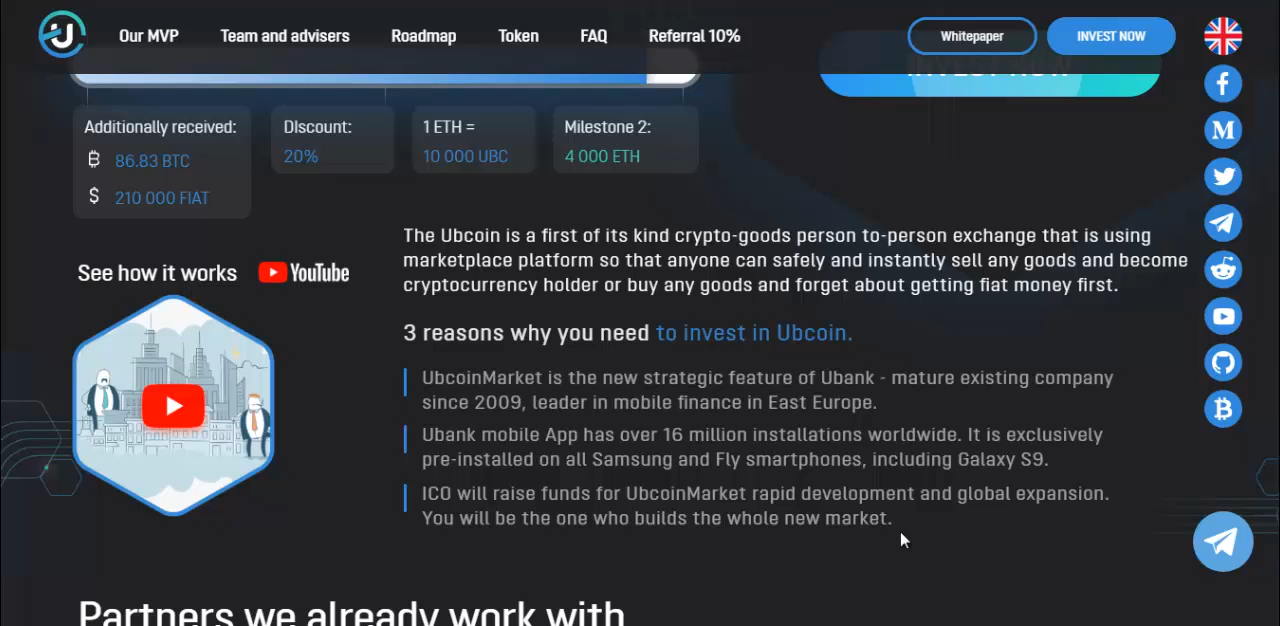 Our MVP
Team and advisers
Roadmap
Token
FAQ
Referral 10%
Whitepaper
INVEST NOW
INVEST NOW
Additionally received:
86.83 BTC
$ 210 000 FIAT
DIscount:
20%
1 ETH =
10 000 UBC
Milestone 2:
4 000 ETH
See how it works
YouTube
The Ubcoin is a first of its kind crypto-goods person to-person exchange that is using
marketplace platform so that anyone can safely and instantly sell any goods and become
cryptocurrency holder or buy any goods and forget about getting fiat money first.
3 reasons why you need to invest in Ubcoin.
UbcoinMarket is the new strategic feature of Ubank - mature existing company
since 2009, leader in mobile finance in East Europe.
Ubank mobile App has over 16 million installations worldwide. It is exclusively
pre-installed on all Samsung and Fly smartphones, including Galaxy S9.
ICO will raise funds for UbcoinMarket rapid development and global expansion.
You will be the one who builds the whole new market.
Partners we already work with